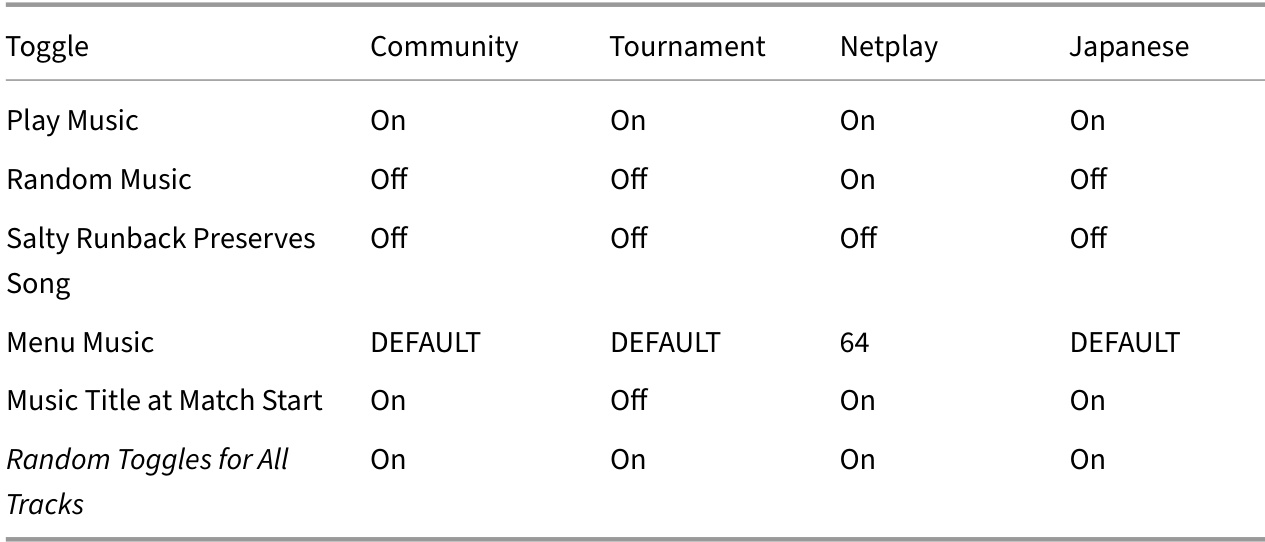 Toggle Community Tournament Netplay Japanese
Play Music On On On On
Random Music Off Off On Off
Salty Runback Preserves Off Off Off Off
Song
Menu Music DEFAULT DEFAULT 64 DEFAULT
Music Title at Match Start On Off On On
Random Toggles for All On On On On
Tracks